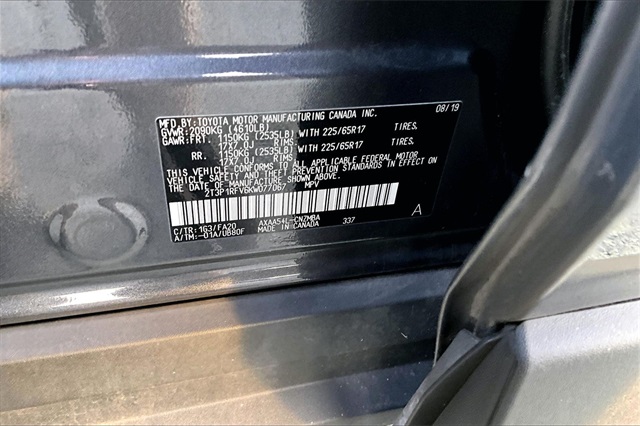 MFD.BY:TOYOTA MOTOR MANUFACTURING CANADA INC. 08/19
GVWR:2090KG (4610LB)
GAWR:FRT. 1150KG (2535LB) WITH 225/65R17 TIRES.
17X7.0J RIMS
RR. 1150KG (2535LB) WITH 225/65R17 TIRES.
17X7.0J RIMS
THIS VEHICLE CONFORMS TO ALL APPLICABLE FEDERAL MOTOR
VEHICLE SAFETY AND THEFT PREVENTION STANDARDS IN EFFECT ON
THE DATE OF MANUFACTURE SHOWN ABOVE.
2T3P1RFV6KW077067 MPV
C/TR:1G3/FA20 AXAA54L-CNZMBA 337 A
A/TM:-01A/UB80F MADE IN CANADA